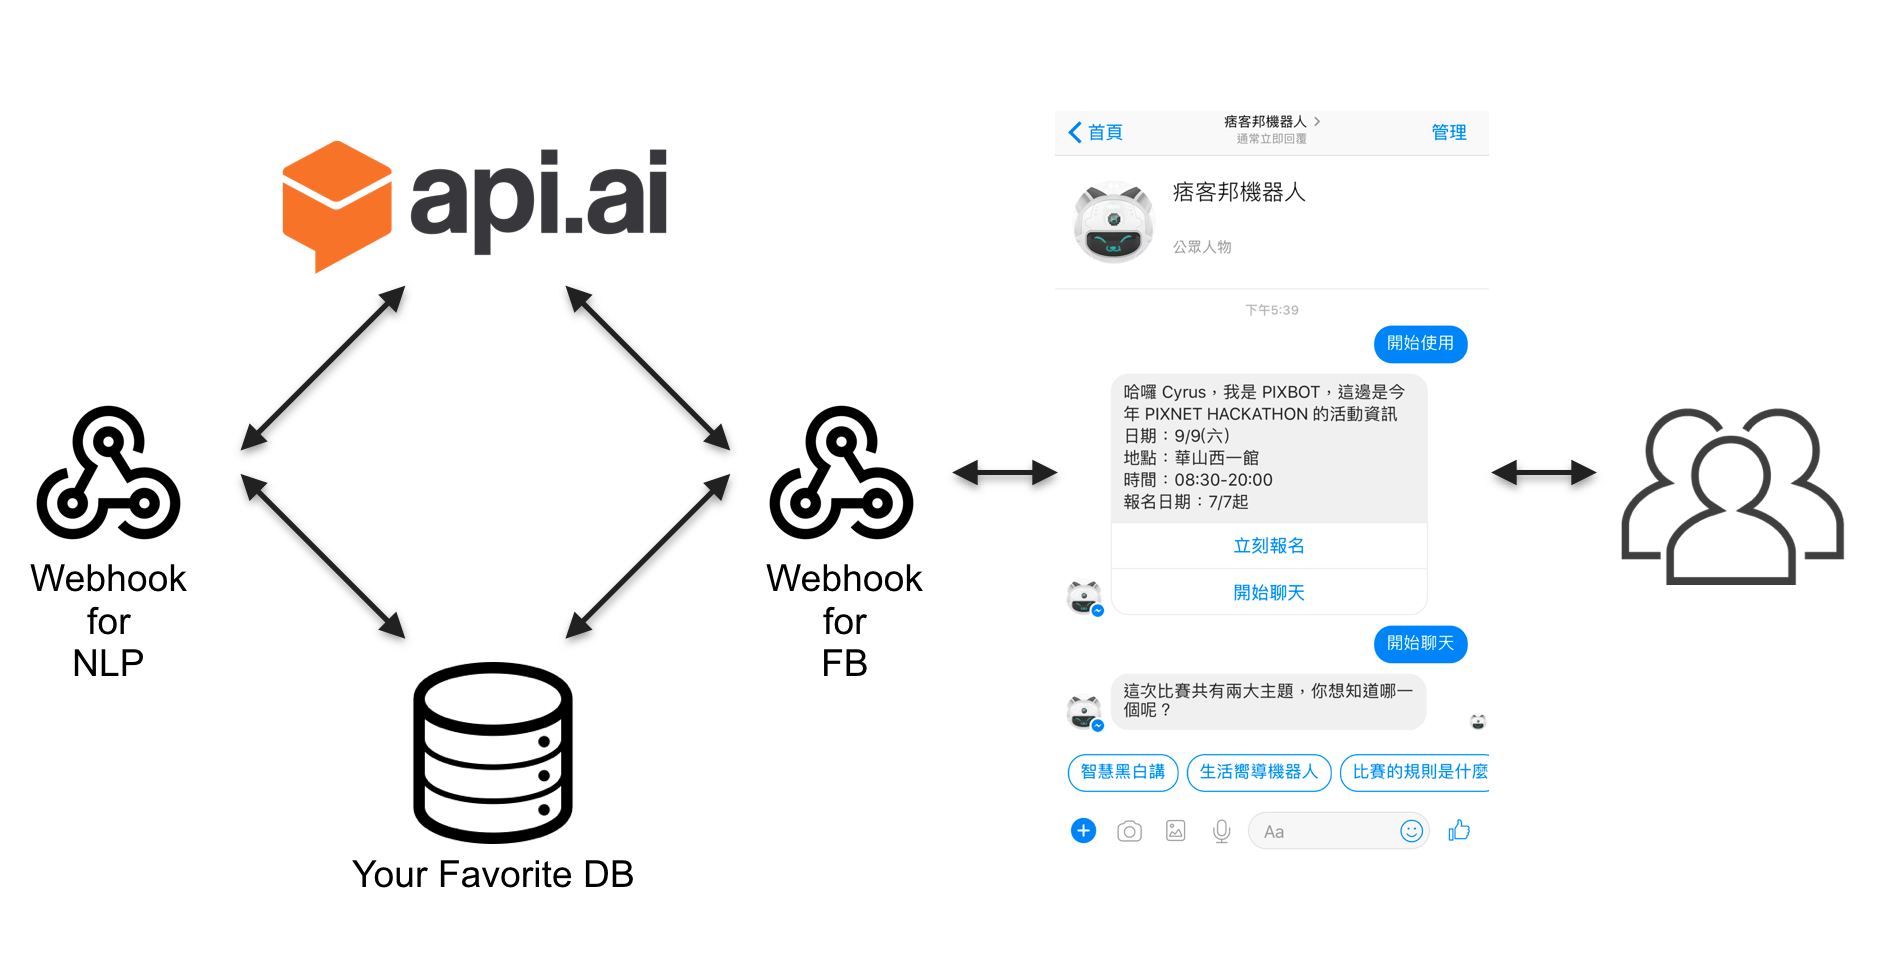 api.ai
Webhook
for
NLP
Your Favorite DB
Webhook
for
FB
首頁
痞客邦機器人
通常立即回覆
管理
痞客邦機器人
公眾人物
下午5:39
開始使用
哈囉 Cyrus，我是 PIXBOT，這邊是今
年 PIXNET HACKATHON 的活動資訊
日期：9/9(六)
地點：華山西一館
時間：08:30-20:00
報名日期：7/7起
立刻報名
開始聊天
開始聊天
這次比賽共有兩大主題，你想知道哪一
個呢？
智慧黑白講
生活嚮導機器人
比賽的規則是什麼
Aa